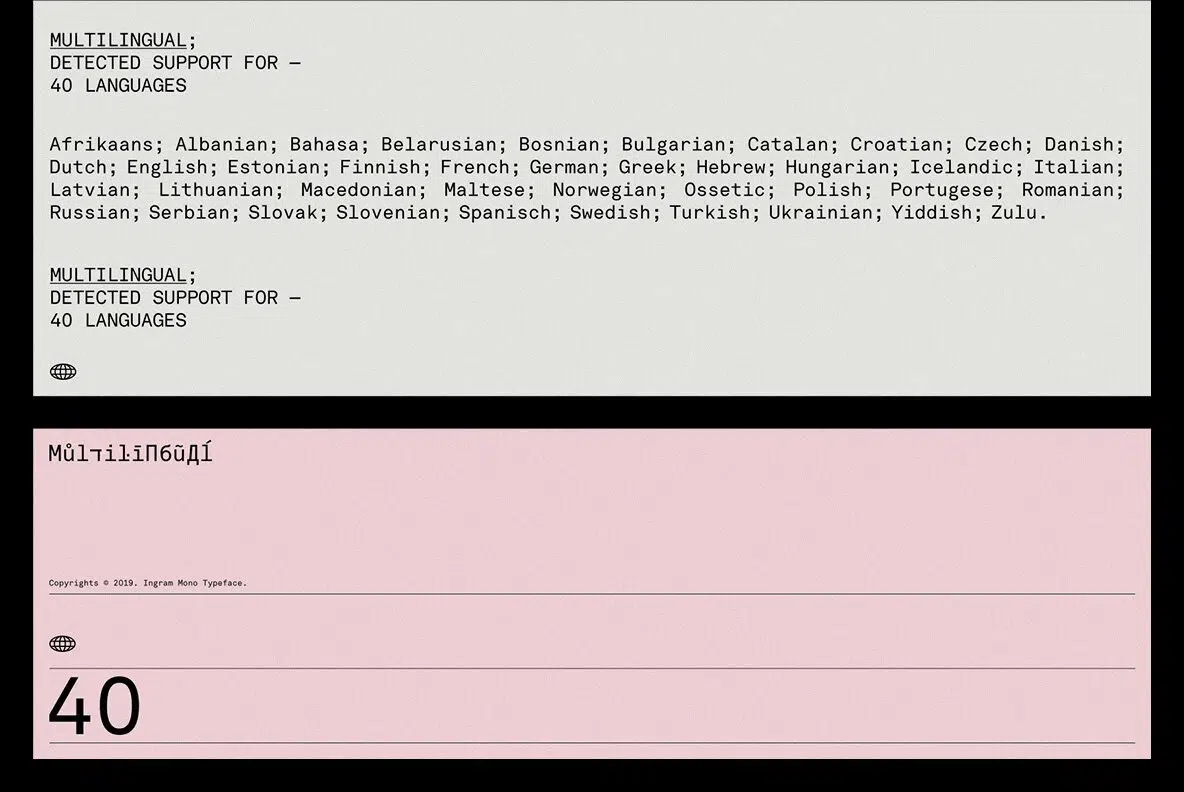 MULTILINGUAL;
DETECTED SUPPORT FOR —
40 LANGUAGES
Afrikaans; Albanian; Bahasa; Belarusian; Bosnian; Bulgarian; Catalan; Croatian; Czech; Danish;
Dutch; English; Estonian; Finnish; French; German; Greek; Hebrew; Hungarian; Icelandic; Italian;
Latvian; Lithuanian; Macedonian; Maltese; Norwegian; Ossetic; Polish; Portugese; Romanian;
Russian; Serbian; Slovak; Slovenian; Spanisch; Swedish; Turkish; Ukrainian; Yiddish; Zulu.
MULTILINGUAL;
DETECTED SUPPORT FOR —
40 LANGUAGES
Copyrights © 2019. Ingram Mono Typeface.
40